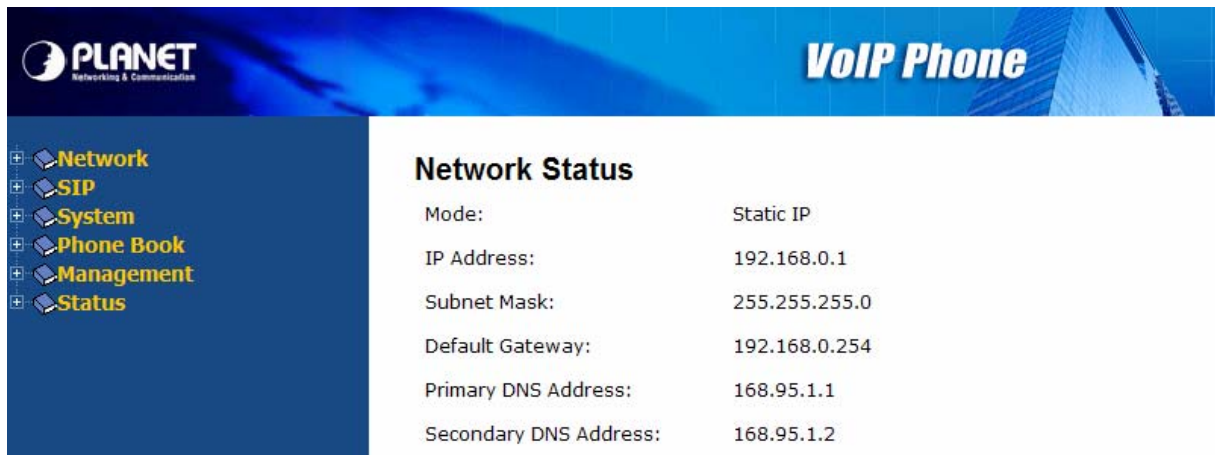 PLANET
Networking & Communication
VoIP Phone
Network
SIP
System
Phone Book
Management
Status
Network Status
Mode: Static IP
IP Address: 192.168.0.1
Subnet Mask: 255.255.255.0
Default Gateway: 192.168.0.254
Primary DNS Address: 168.95.1.1
Secondary DNS Address: 168.95.1.2